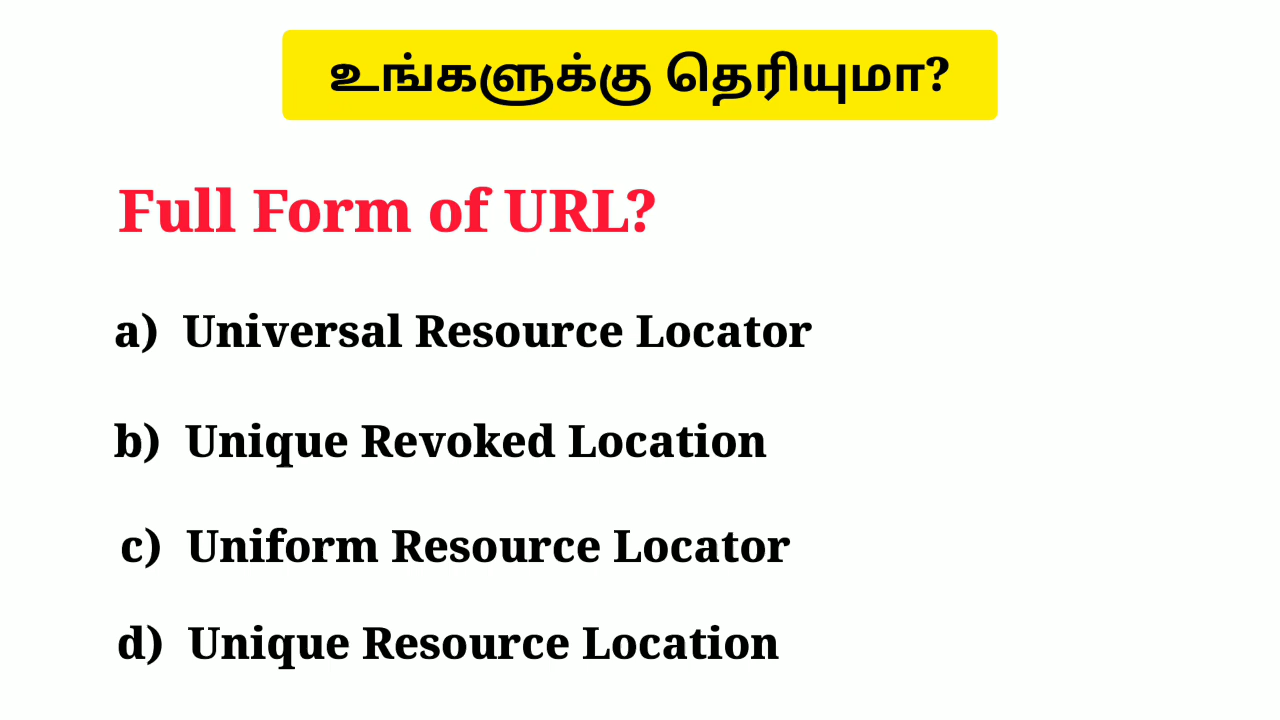 உங்களுக்கு தெரியுமா?
Full Form of URL?
a) Universal Resource Locator
b) Unique Revoked Location
c) Uniform Resource Locator
d) Unique Resource Location